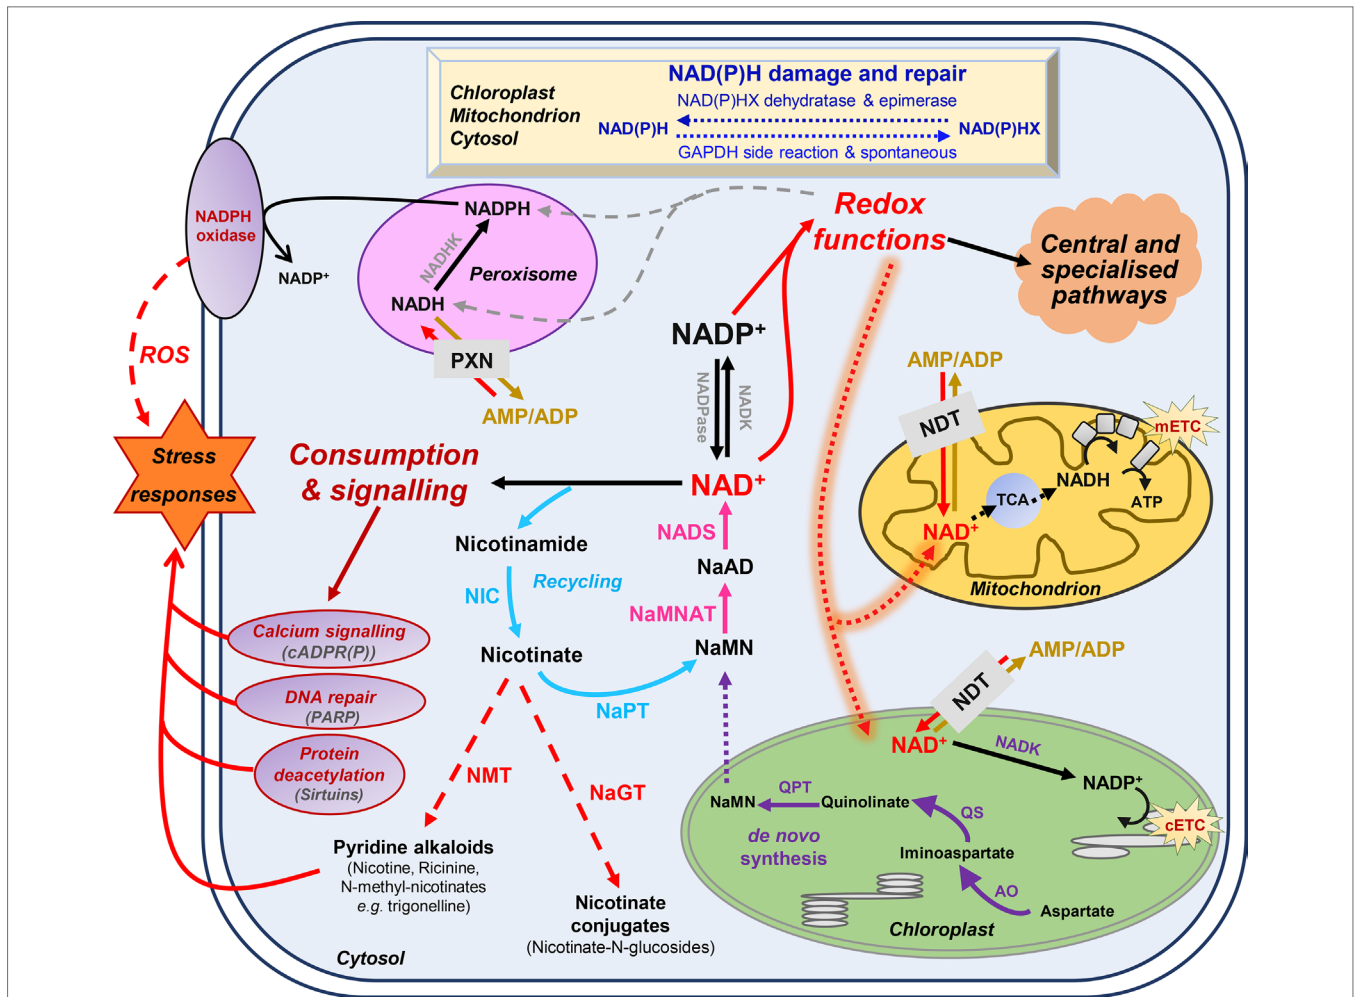 NAD(P)H damage and repair
Chloroplast
Mitochondrion
Cytosol
NAD(P)HX dehydratase & epimerase
NAD(P)H
NAD(P)HX
GAPDH side reaction & spontaneous
NADPH
oxidase
NADP⁺
NADPH
NADHK
Peroxisome
NADH
PXN
AMP/ADP
ROS
Stress
responses
Redox
functions
Central and
specialised
pathways
NADP⁺
NADPase
NADK
NAD⁺
Consumption
& signalling
NADS
NaAD
NaMNAT
NaMN
Nicotinamide
Recycling
NIC
Nicotinate
NaPT
Calcium signalling
(cADPR(P))
DNA repair
(PARP)
Protein
deacetylation
(Sirtuins)
NMT
NaGT
Pyridine alkaloids
(Nicotine, Ricinine,
N-methyl-nicotinates
e.g. trigonelline)
Nicotinate
conjugates
(Nicotinate-N-glucosides)
Cytosol
AMP/ADP
NDT
mETC
NADH
TCA
ATP
NAD⁺
Mitochondrion
AMP/ADP
NDT
NAD⁺
NADK
NADP⁺
cETC
NaMN
QPT
Quinolinate
QS
de novo
synthesis
Iminoaspartate
AO
Aspartate
Chloroplast